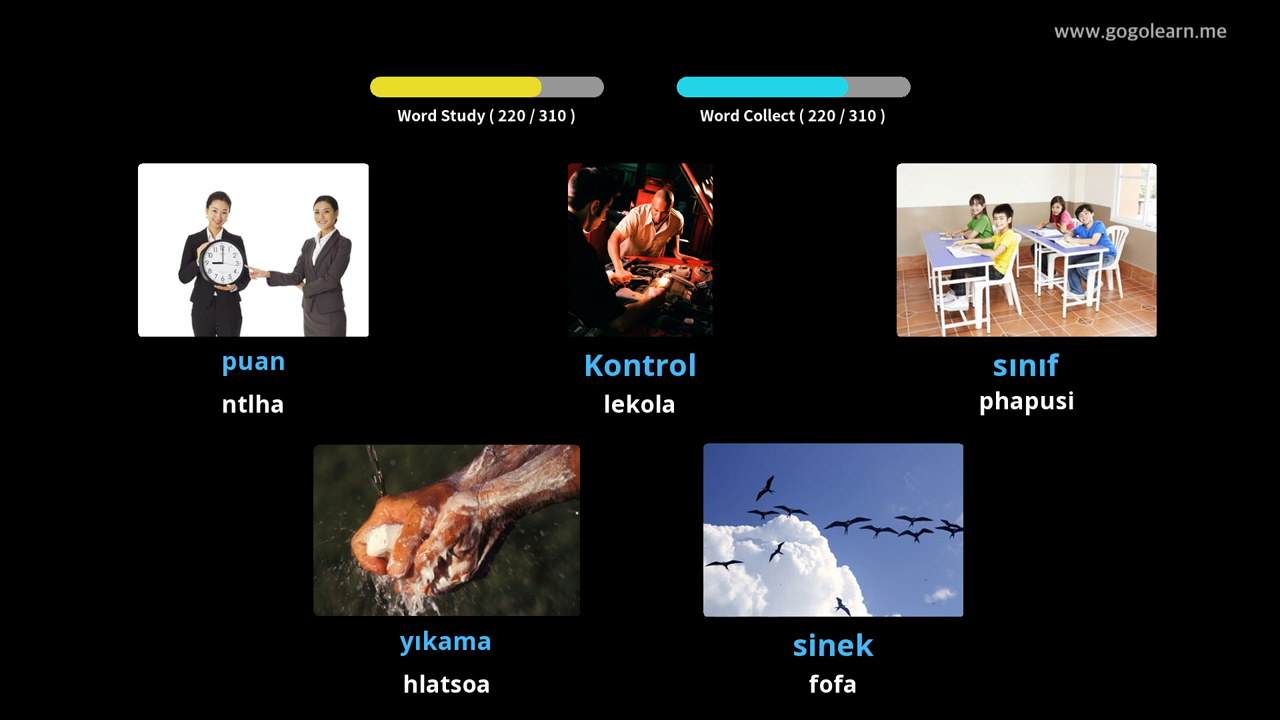 www.gogolearn.me
Word Study ( 220 / 310 )
Word Collect ( 220 / 310 )
puan
ntlha
Kontrol
lekola
sınıf
phapusi
yıkama
hlatsoa
sinek
fofa